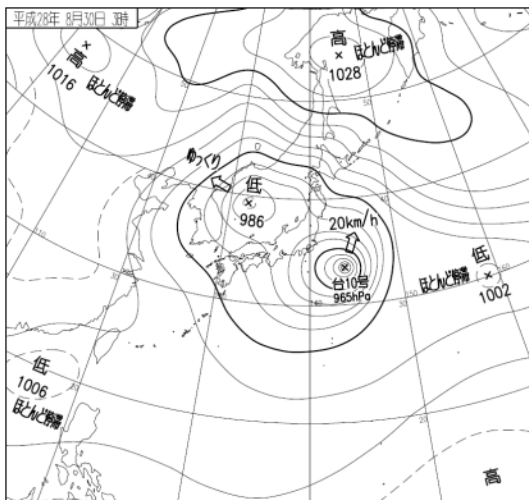 平成28年 8月30日 3時
高
1016
ほとんど停滞
高
ほとんど停滞
1028
ゆっくり
低
986
20km/h
台10号
965hPa
低
ほとんど停滞
1002
低
1006
ほとんど停滞
高